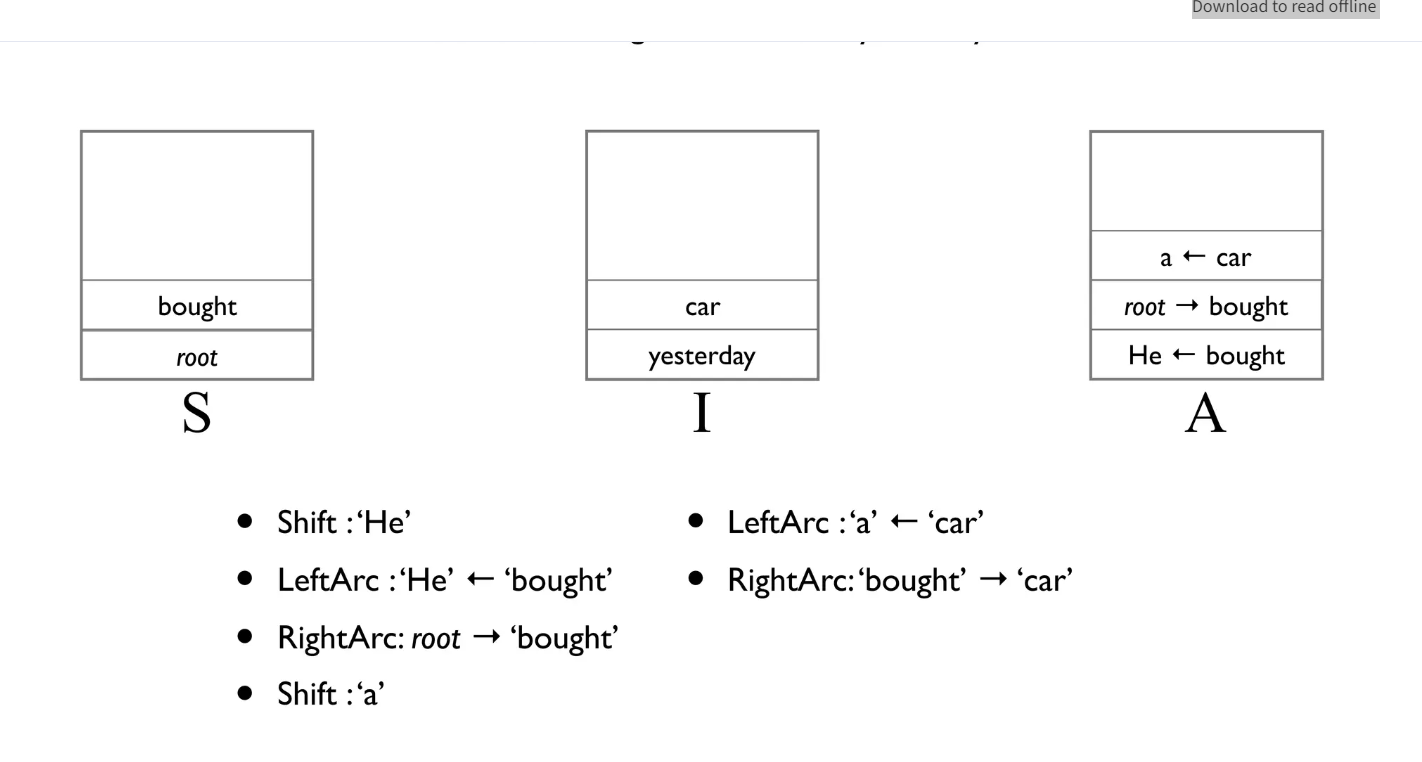 Download to read offline
a ← car
bought
car
root → bought
root
yesterday
He ← bought
S
I
A
• Shift :‘He’
• LeftArc :‘He’ ← ‘bought’
• RightArc: root → ‘bought’
• Shift :‘a’
• LeftArc :‘a’ ← ‘car’
• RightArc:‘bought’ → ‘car’